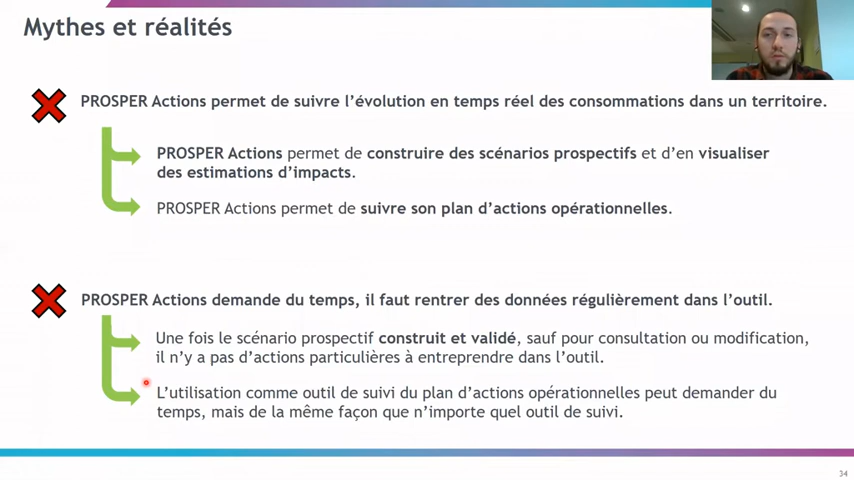 Mythes et réalités
PROSPER Actions permet de suivre l’évolution en temps réel des consommations dans un territoire.
PROSPER Actions permet de construire des scénarios prospectifs et d’en visualiser
des estimations d’impacts.
PROSPER Actions permet de suivre son plan d’actions opérationnelles.
PROSPER Actions demande du temps, il faut rentrer des données régulièrement dans l’outil.
Une fois le scénario prospectif construit et validé, sauf pour consultation ou modification,
il n’y a pas d’actions particulières à entreprendre dans l’outil.
L’utilisation comme outil de suivi du plan d’actions opérationnelles peut demander du
temps, mais de la même façon que n’importe quel outil de suivi.
34